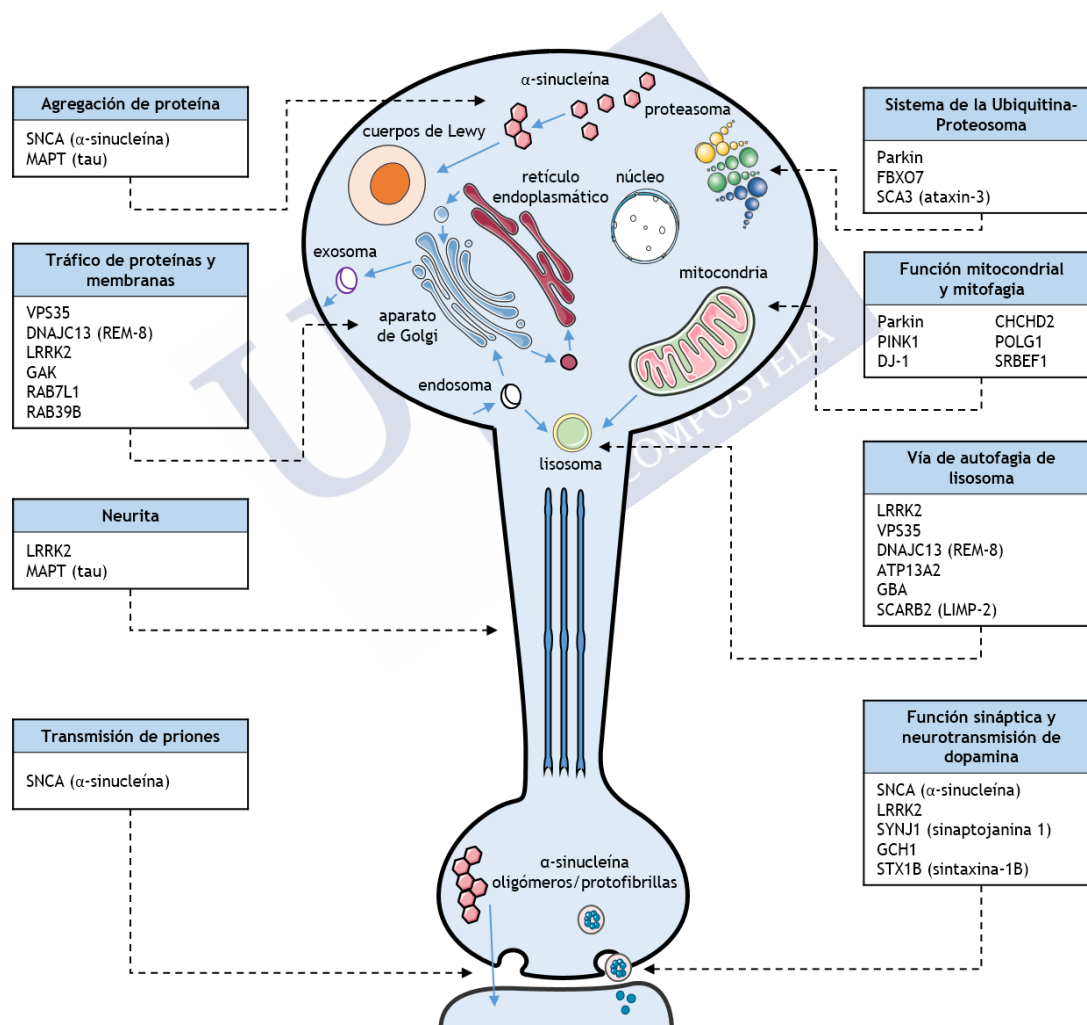 Agregación de proteína
SNCA (α-sinucleína)
MAPT (tau)
Tráfico de proteínas y
membranas
VPS35
DNAJC13 (REM-8)
LRRK2
GAK
RAB7L1
RAB39B
Neurita
LRRK2
MAPT (tau)
Transmisión de priones
SNCA (α-sinucleína)
α-sinucleína
proteasoma
cuerpos de Lewy
retículo
endoplasmático
núcleo
exosoma
mitocondria
aparato
de Golgi
endosoma
lisosoma
α-sinucleína
oligómeros/protofibrillas
Sistema de la Ubiquitina-
Proteosoma
Parkin
FBXO7
SCA3 (ataxin-3)
Función mitocondrial
y mitofagia
Parkin CHCHD2
PINK1 POLG1
DJ-1 SRBEF1
Vía de autofagia de
lisosoma
LRRK2
VPS35
DNAJC13 (REM-8)
ATP13A2
GBA
SCARB2 (LIMP-2)
Función sináptica y
neurotransmisión de
dopamina
SNCA (α-sinucleína)
LRRK2
SYNJ1 (sinaptojanina 1)
GCH1
STX1B (sintaxina-1B)
COMPOSTELA